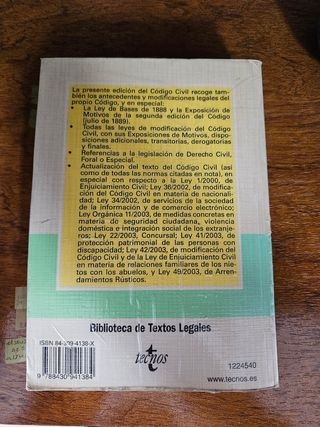 La presente edición del Código Civil recoge tam-
bién los antecedentes y modificaciones legales del
propio Código, y en especial:
• La Ley de Bases de 1888 y la Exposición de
Motivos de la segunda edición del Código
(julio de 1889).
• Todas las leyes de modificación del Código
Civil, con sus Exposiciones de Motivos, dispo-
siciones adicionales, transitorias, derogatorias
y finales.
• Referencias a la legislación de Derecho Civil,
Foral o Especial.
• Actualización del texto del Código Civil (así
como de todas las normas citadas en nota), en
especial con respecto a la Ley 1/2000, de
Enjuiciamiento Civil; Ley 36/2002, de modifica-
ción del Código Civil en materia de nacionali-
dad; Ley 34/2002, de servicios de la sociedad
de la información y de comercio electrónico;
Ley Orgánica 11/2003, de medidas concretas en
materia de seguridad ciudadana, violencia
doméstica e integración social de los extranje-
ros; Ley 22/2003, Concursal; Ley 41/2003, de
protección patrimonial de las personas con
discapacidad; Ley 42/2003, de modificación del
Código Civil y de la Ley de Enjuiciamiento Civil
en materia de relaciones familiares de los nietos
con los abuelos, y Ley 49/2003, de Arren-
damientos Rústicos.
Biblioteca de Textos Legales
ISBN 84-309-4138-X
9 788430 941384
tecnos
1224540
www.tecnos.es